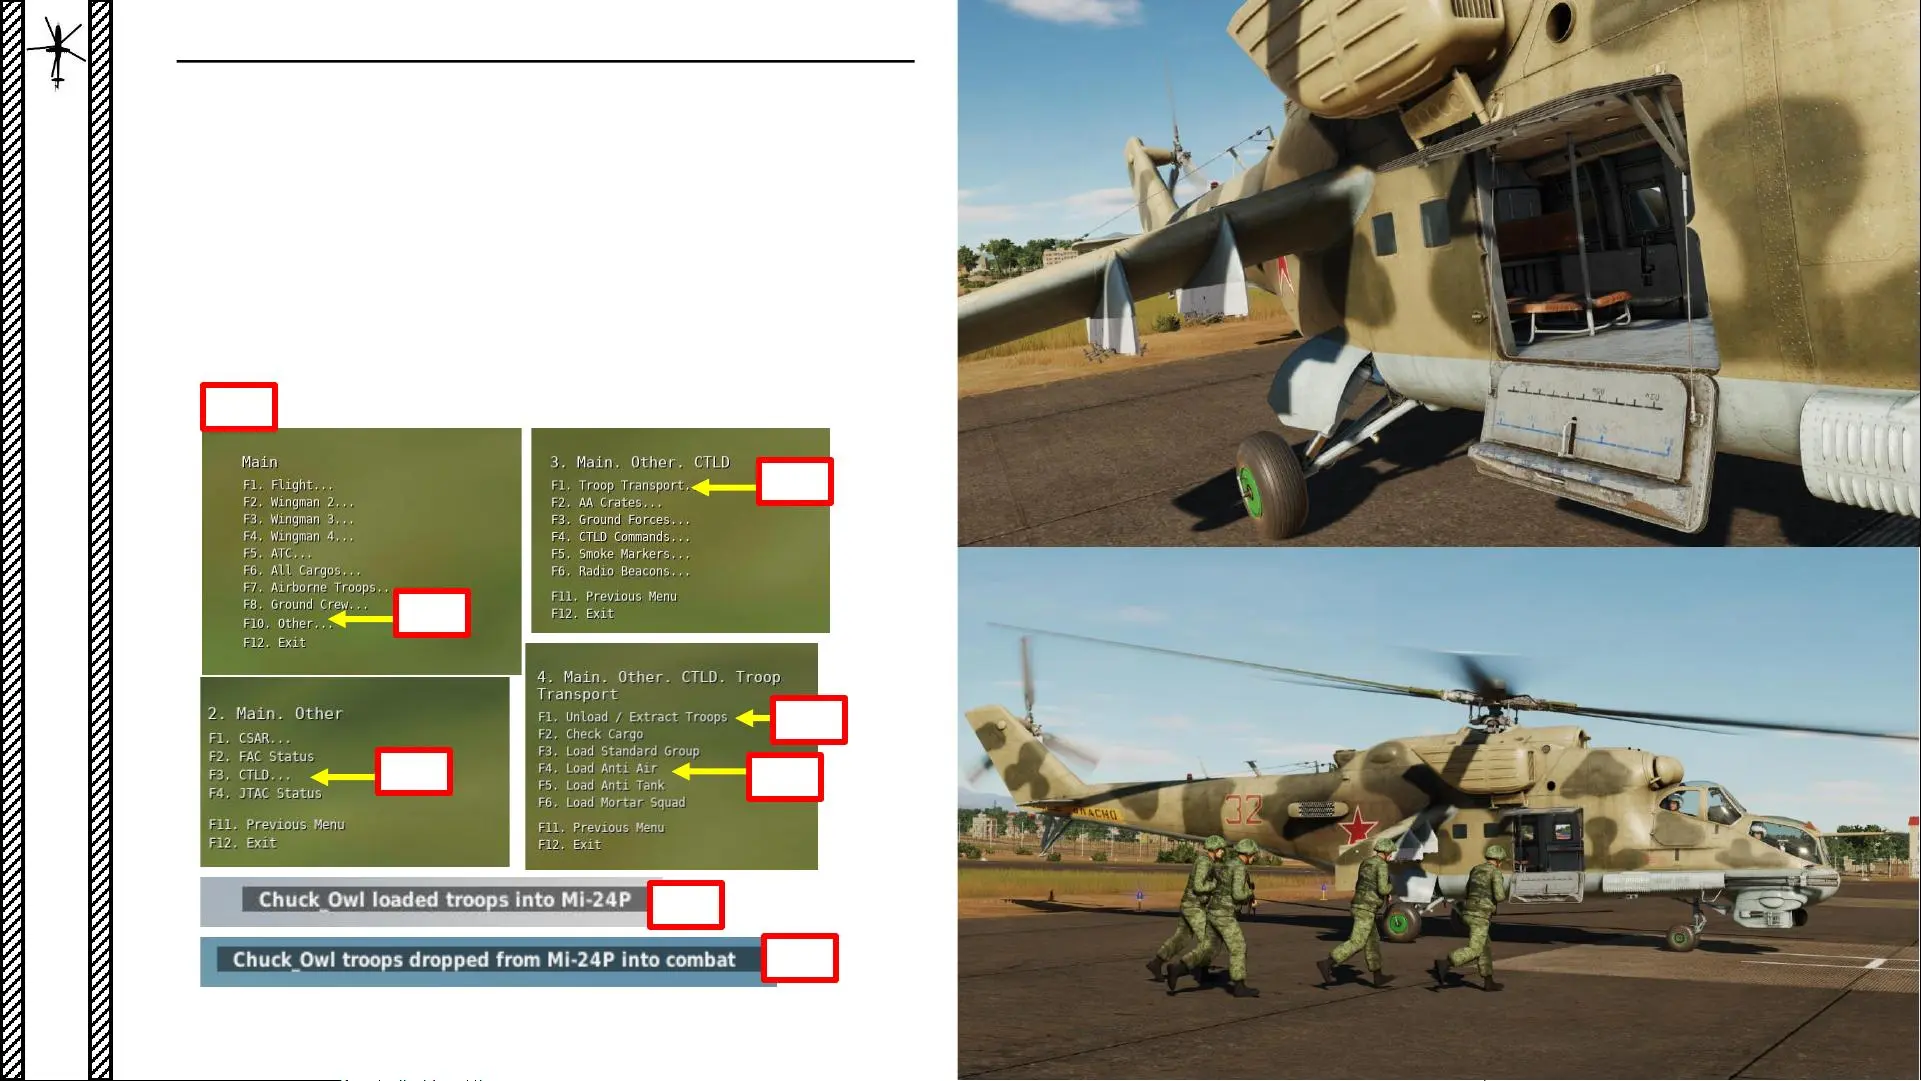 Main
F1. Flight...
F2. Wingman 2...
F3. Wingman 3...
F4. Wingman 4...
F5. ATC...
F6. All Cargos...
F7. Airborne Troops..
F8. Ground Crew...
F10. Other...
F12. Exit
3. Main. Other. CTLD
F1. Troop Transport.
F2. AA Crates...
F3. Ground Forces...
F4. CTLD Commands...
F5. Smoke Markers...
F6. Radio Beacons...
F11. Previous Menu
F12. Exit
2. Main. Other
F1. CSAR...
F2. FAC Status
F3. CTLD...
F4. JTAC Status
F11. Previous Menu
F12. Exit
4. Main. Other. CTLD. Troop
Transport
F1. Unload / Extract Troops
F2. Check Cargo
F3. Load Standard Group
F4. Load Anti Air
F5. Load Anti Tank
F6. Load Mortar Squad
F11. Previous Menu
F12. Exit
Chuck_Owl loaded troops into Mi-24P
Chuck_Owl troops dropped from Mi-24P into combat
32